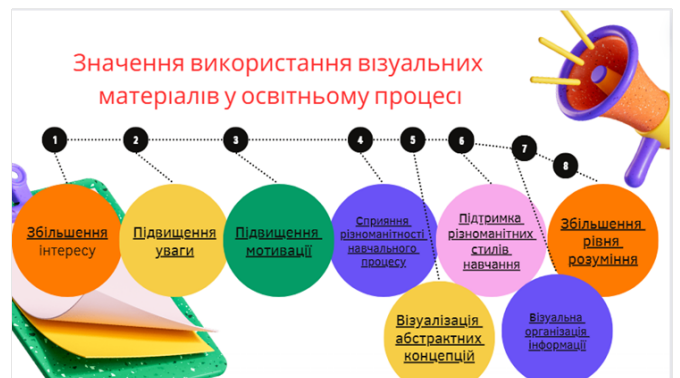 Значення використання візуальних
матеріалів у освітньому процесі
1
2
3
4
5
6
7
8
Збільшення
інтересу
Підвищення
уваги
Підвищення
мотивації
Сприяння
різноманітності
навчального
процесу
Візуалізація
абстрактних
концепцій
Підтримка
різноманітних
стилів
навчання
Візуальна
організація
інформації
Збільшення
рівня
розуміння